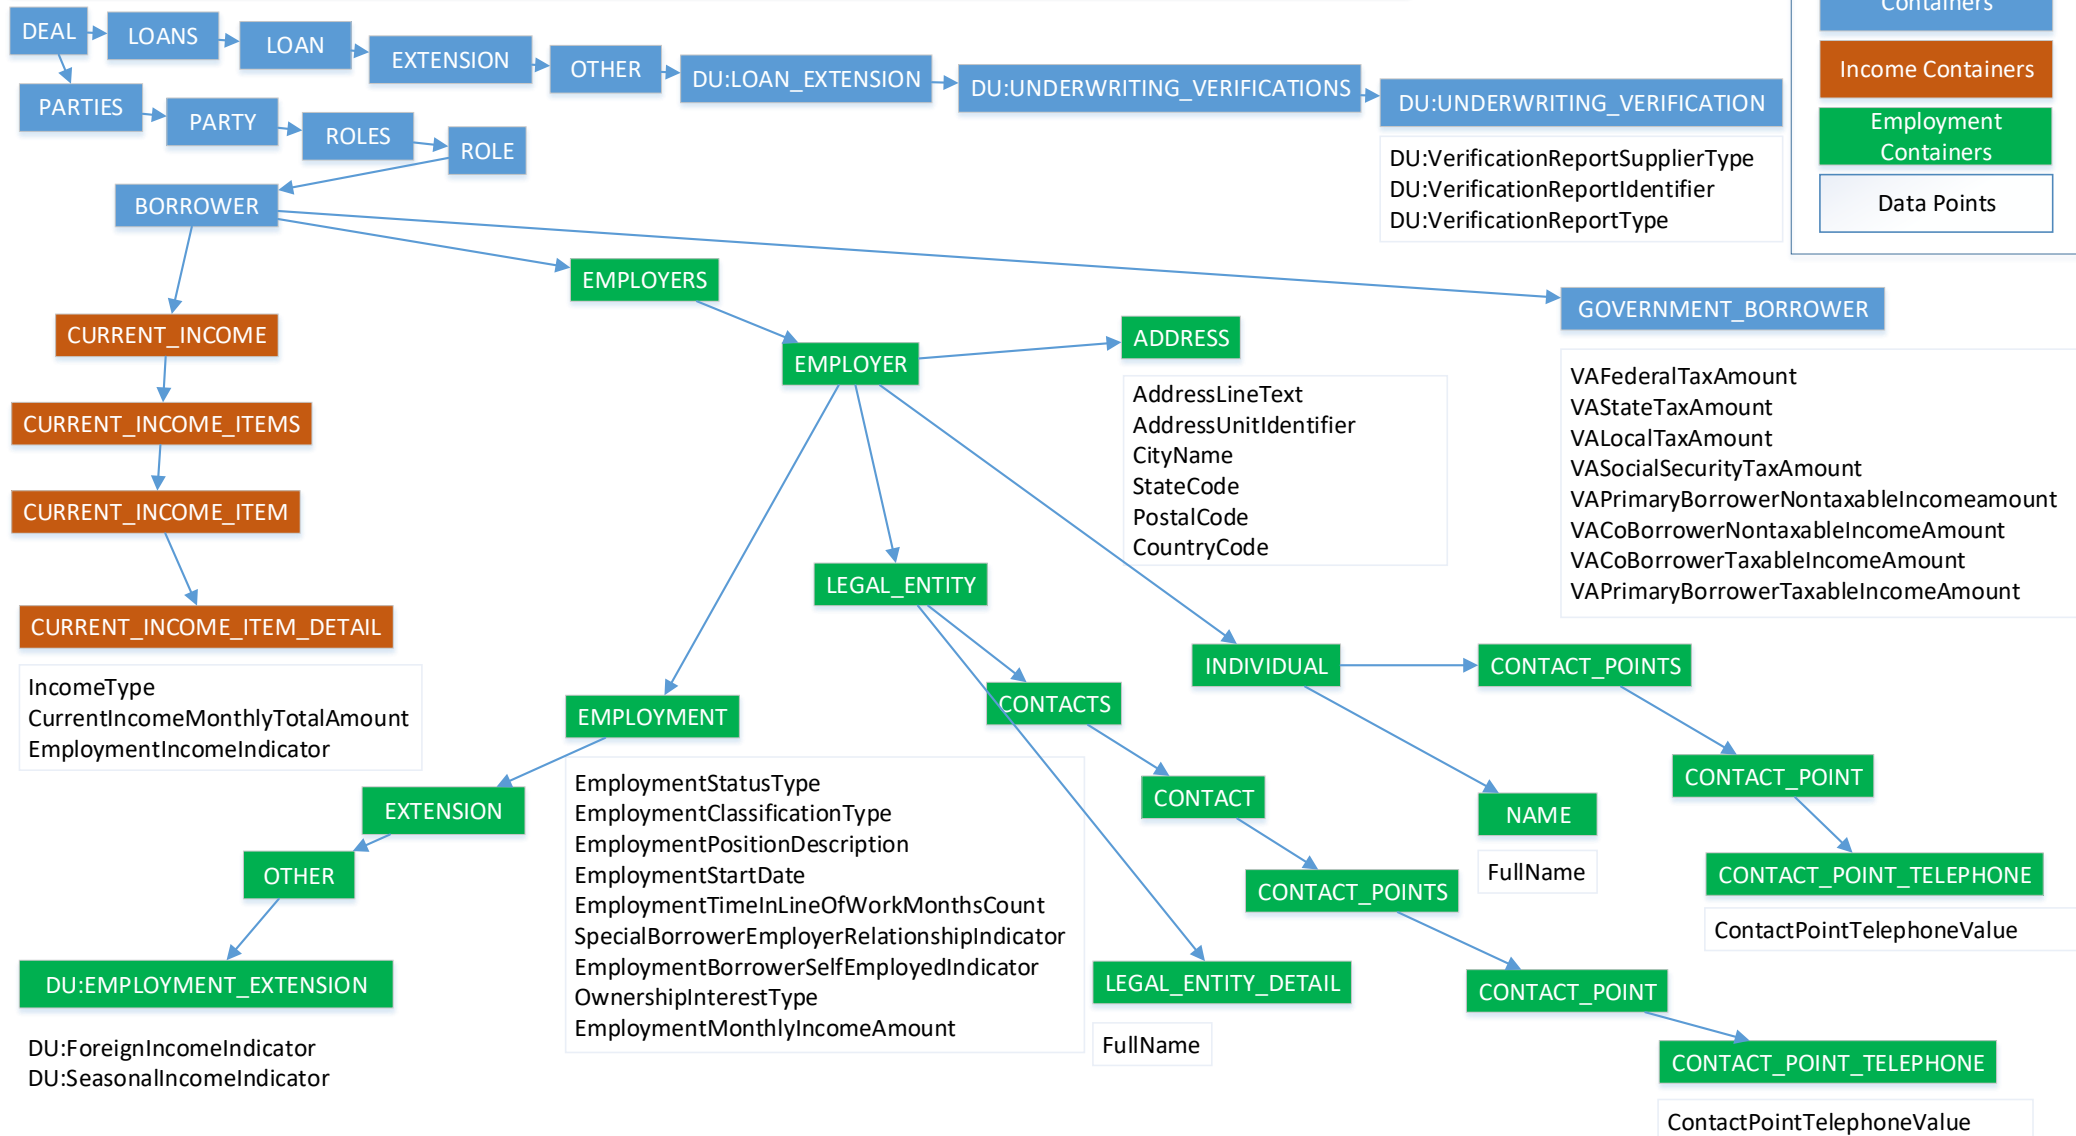 DEAL
LOANS
LOAN
EXTENSION
OTHER
DU:LOAN_EXTENSION
DU:UNDERWRITING_VERIFICATIONS
DU:UNDERWRITING_VERIFICATION
DU:VerificationReportSupplierType
DU:VerificationReportIdentifier
DU:VerificationReportType
Containers
Income Containers
Employment
Containers
Data Points
PARTIES
PARTY
ROLES
ROLE
BORROWER
CURRENT_INCOME
CURRENT_INCOME_ITEMS
CURRENT_INCOME_ITEM
CURRENT_INCOME_ITEM_DETAIL
IncomeType
CurrentIncomeMonthlyTotalAmount
EmploymentIncomeIndicator
EMPLOYERS
EMPLOYER
ADDRESS
AddressLineText
AddressUnitIdentifier
CityName
StateCode
PostalCode
CountryCode
GOVERNMENT_BORROWER
VAFederalTaxAmount
VAStateTaxAmount
VALocalTaxAmount
VASocialSecurityTaxAmount
VAPrimaryBorrowerNontaxableIncomeamount
VACoBorrowerNontaxableIncomeAmount
VACoBorrowerTaxableIncomeAmount
VAPrimaryBorrowerTaxableIncomeAmount
LEGAL_ENTITY
INDIVIDUAL
CONTACT_POINTS
CONTACT_POINT
CONTACT_POINT_TELEPHONE
ContactPointTelephoneValue
NAME
FullName
EMPLOYMENT
EmploymentStatusType
EmploymentClassificationType
EmploymentPositionDescription
EmploymentStartDate
EmploymentTimeInLineOfWorkMonthsCount
SpecialBorrowerEmployerRelationshipIndicator
EmploymentBorrowerSelfEmployedIndicator
OwnershipInterestType
EmploymentMonthlyIncomeAmount
EXTENSION
OTHER
DU:EMPLOYMENT_EXTENSION
DU:ForeignIncomeIndicator
DU:SeasonalIncomeIndicator
CONTACTS
CONTACT
CONTACT_POINTS
CONTACT_POINT
CONTACT_POINT_TELEPHONE
ContactPointTelephoneValue
LEGAL_ENTITY_DETAIL
FullName